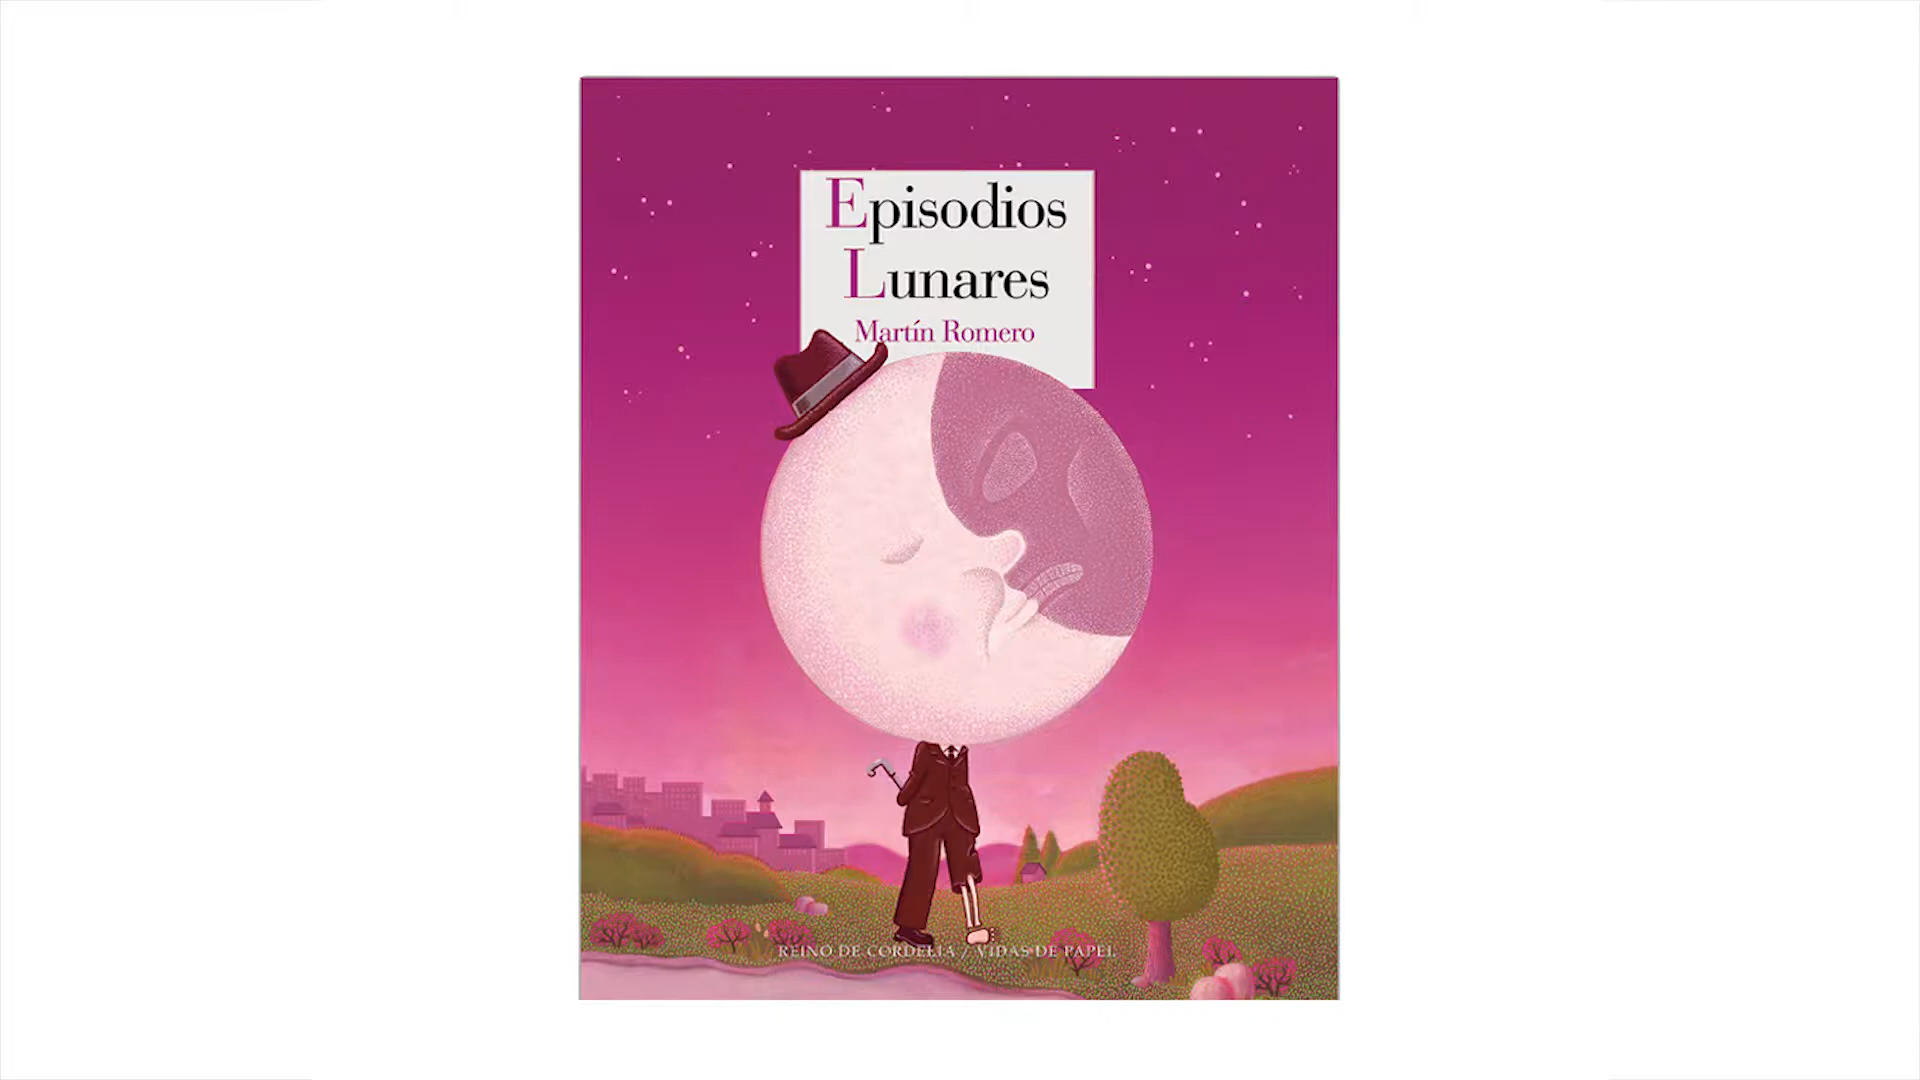 Episodios
Lunares
Martín Romero
REINO DE CORDELIA / VIDAS DE PAPEL